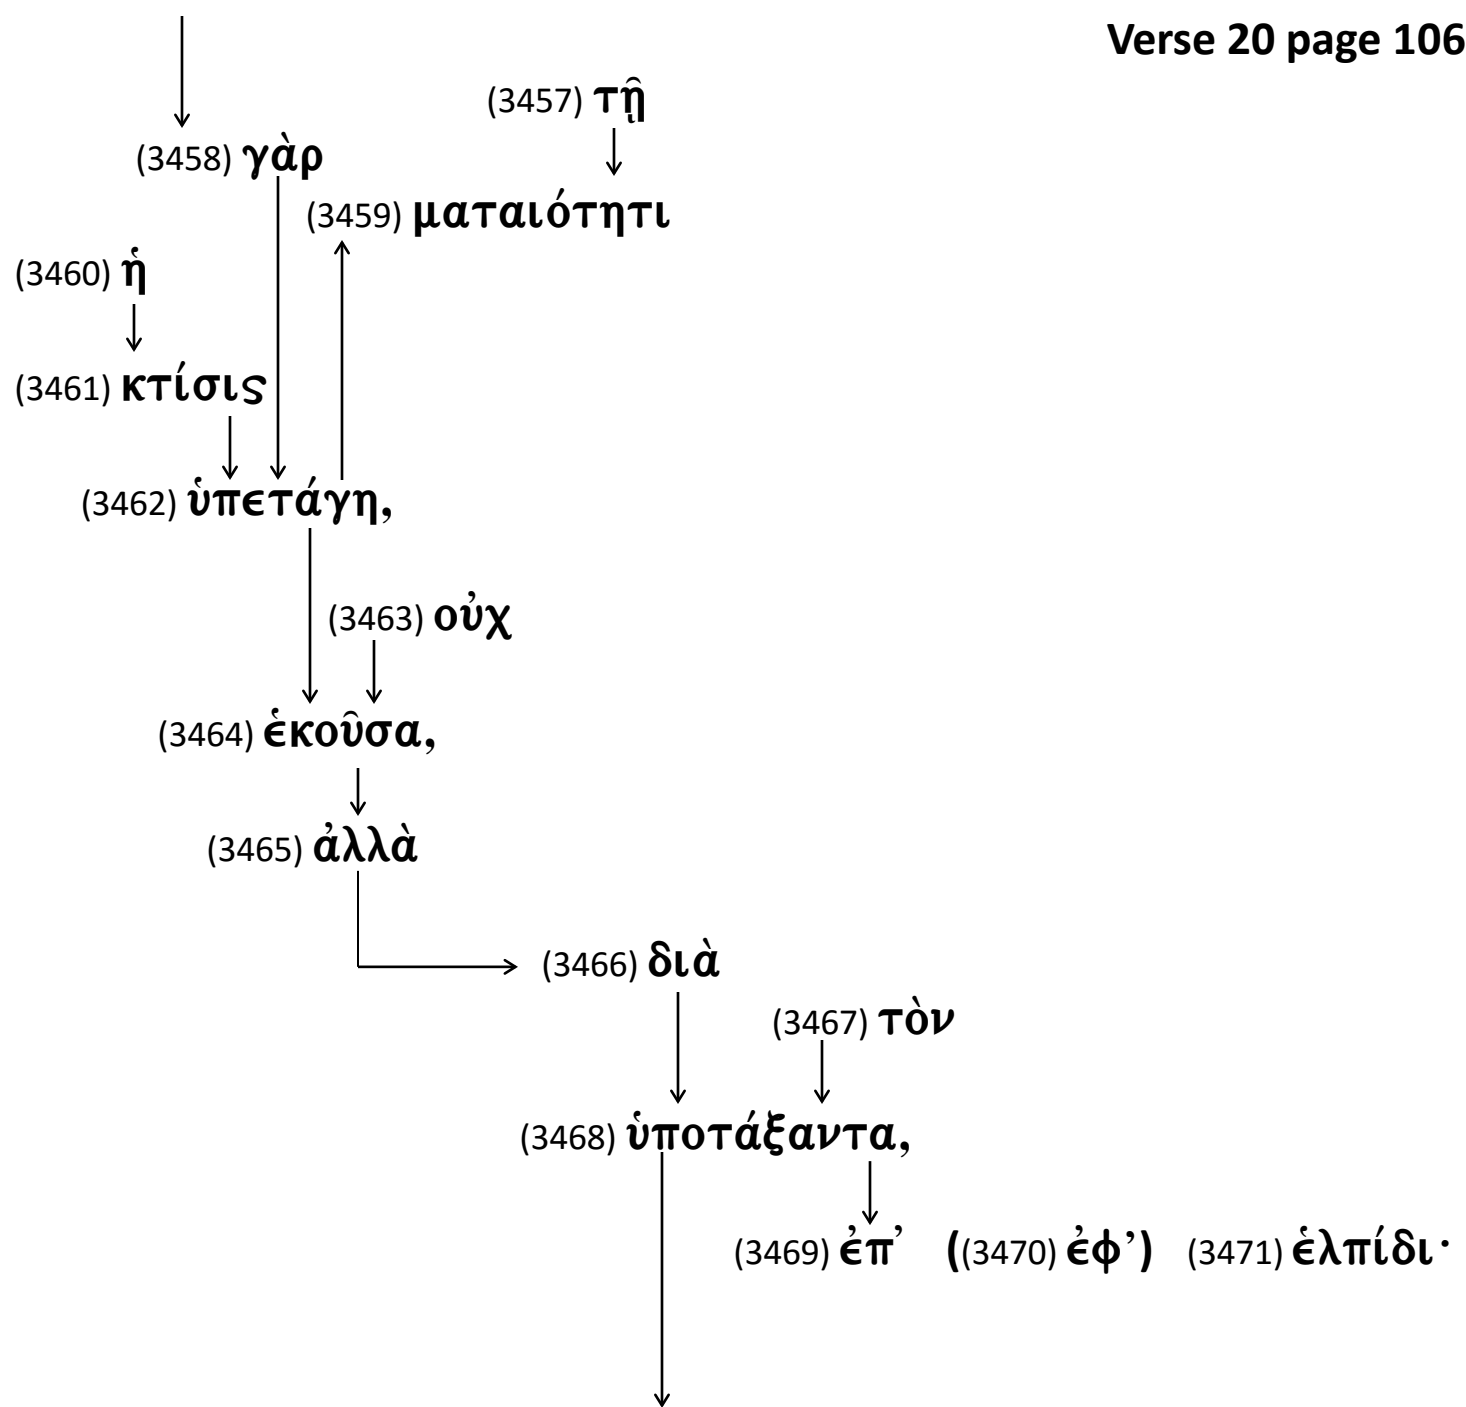 Verse 20 page 106
(3457) τῇ
(3458) γὰρ
(3459) ματαιότητι
(3460) ἡ
(3461) κτίσις
(3462) ὑπετάγη,
(3463) οὐχ
(3464) ἑκοῦσα,
(3465) ἀλλὰ
(3466) διὰ
(3467) τὸν
(3468) ὑποτάξαντα,
(3469) ἐπ᾽ ((3470) ἐφ᾽) (3471) ἑλπίδι·